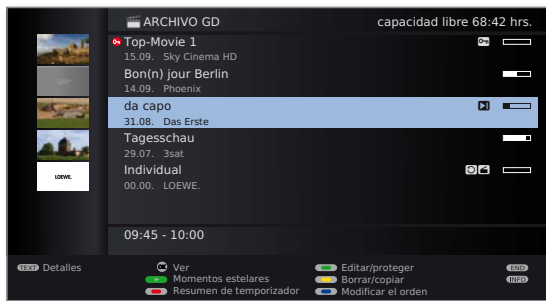 ARCHIVO GD capacidad libre 68:42 hrs.
Top-Movie 1
15.09. Sky Cinema HD
Bon(n) jour Berlin
14.09. Phoenix
da capo
31.08. Das Erste
Tagesschau
29.07. 3sat
Individual
00.00. LOEWE.
LOEWE.
09:45 - 10:00
TEXT Detalles OK Ver Editar/proteger END
Momentos estelares Borrar/copiar INFO
Resumen de temporizador Modificar el orden